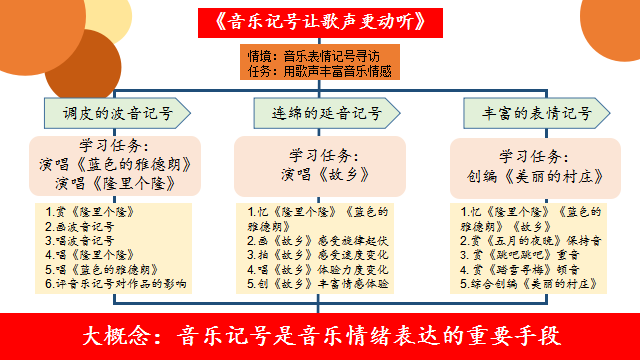 《音乐记号让歌声更动听》
情境：音乐表情记号寻访
任务：用歌声丰富音乐情感
调皮的波音记号
连绵的延音记号
丰富的表情记号
学习任务：
演唱《蓝色的雅德朗》
演唱《隆里个隆》
学习任务：
演唱《故乡》
学习任务：
创编《美丽的村庄》
1.赏《隆里个隆》
2.画波音记号
3.唱波音记号
4.唱《隆里个隆》
5.唱《蓝色的雅德朗》
6.评音乐记号对作品的影响
1.忆《隆里个隆》《蓝色的
雅德朗》
2.画《故乡》感受旋律起伏
3.拍《故乡》感受速度变化
4.唱《故乡》体验力度变化
5.创《故乡》丰富情感体验
1.忆《隆里个隆》《蓝色的
雅德朗》《故乡》
2.赏《五月的夜晚》保持音
3.赏《跳吧跳吧》重音
4.赏《踏雪寻梅》顿音
5.综合创编《美丽的村庄》
大概念：音乐记号是音乐情绪表达的重要手段